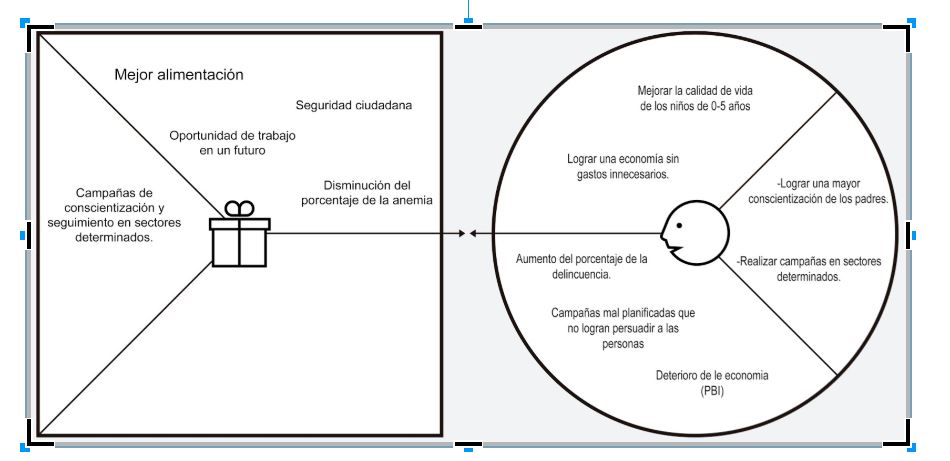 Mejor alimentación
Seguridad ciudadana
Oportunidad de trabajo
en un futuro
Campañas de
conscientización y
seguimiento en sectores
determinados.
Disminución del
porcentaje de la anemia
Mejorar la calidad de vida
de los niños de 0-5 años
Lograr una economía sin
gastos innecesarios.
-Lograr una mayor
conscientización de los padres.
Aumento del porcentaje de la
delincuencia.
-Realizar campañas en sectores
determinados.
Campañas mal planificadas que
no logran persuadir a las
personas
Deterioro de le economia
(PBI)